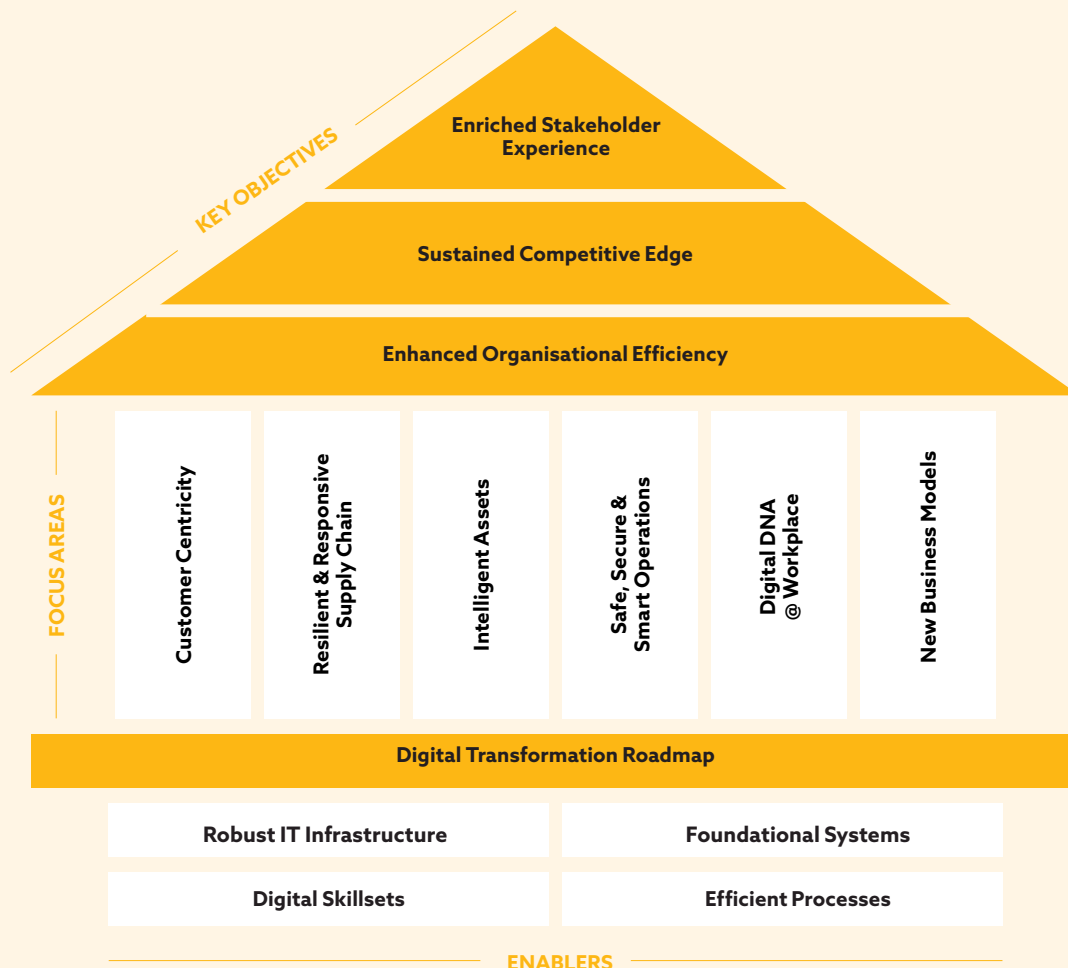 KEY OBJECTIVES
Enriched Stakeholder
Experience
Sustained Competitive Edge
Enhanced Organisational Efficiency
FOCUS AREAS
Customer Centricity
Resilient & Responsive
Supply Chain
Intelligent Assets
Safe, Secure &
Smart Operations
Digital DNA
@ Workplace
New Business Models
Digital Transformation Roadmap
Robust IT Infrastructure
Foundational Systems
Digital Skillsets
Efficient Processes
ENABLERS